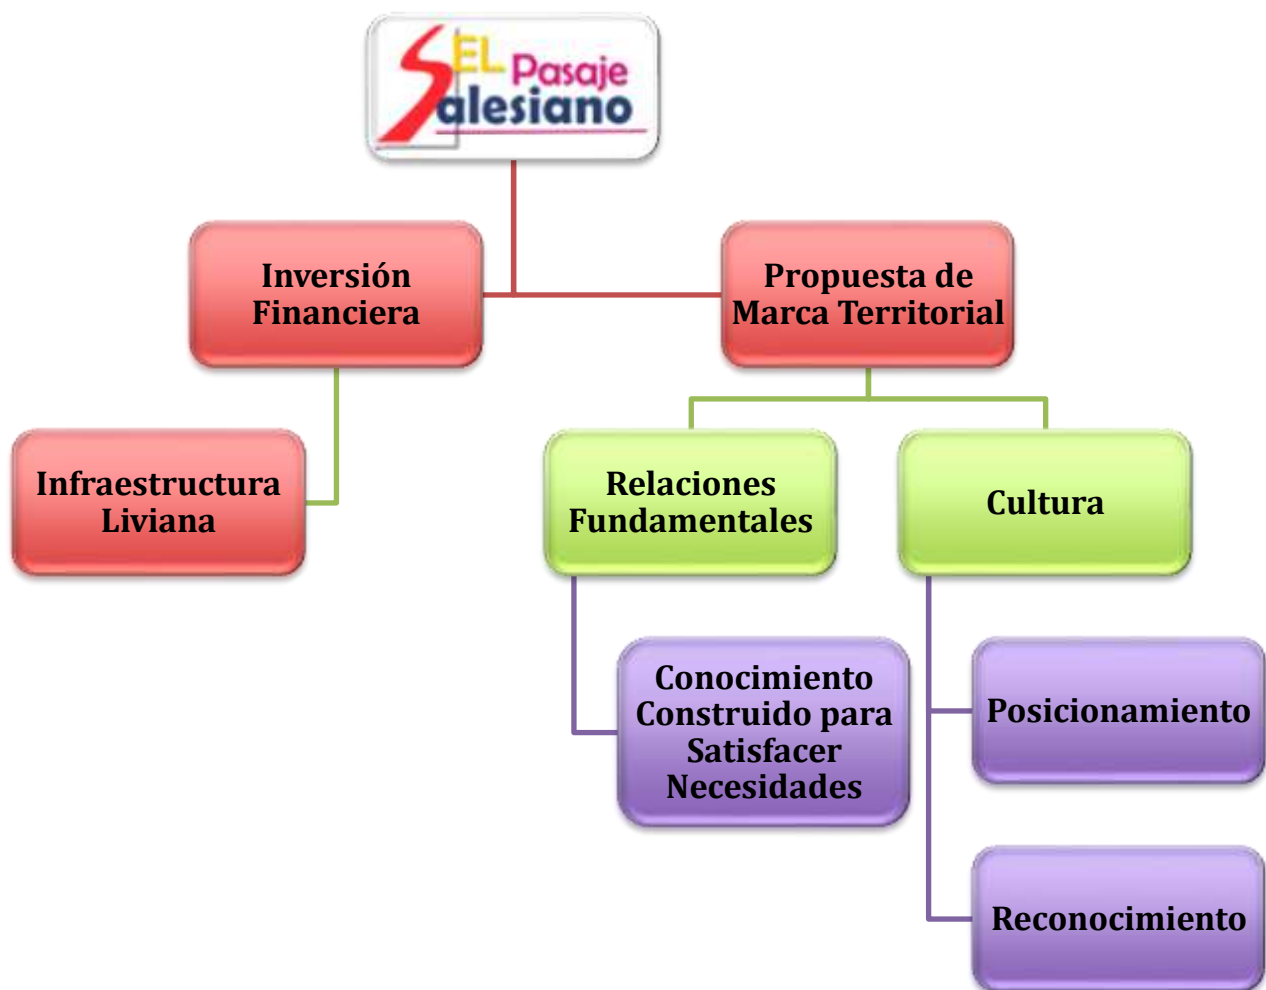 EL Pasaje
Salesiano
Inversión
Financiera
Propuesta de
Marca Territorial
Infraestructura
Liviana
Relaciones
Fundamentales
Cultura
Conocimiento
Construido para
Satisfacer
Necesidades
Posicionamiento
Reconocimiento